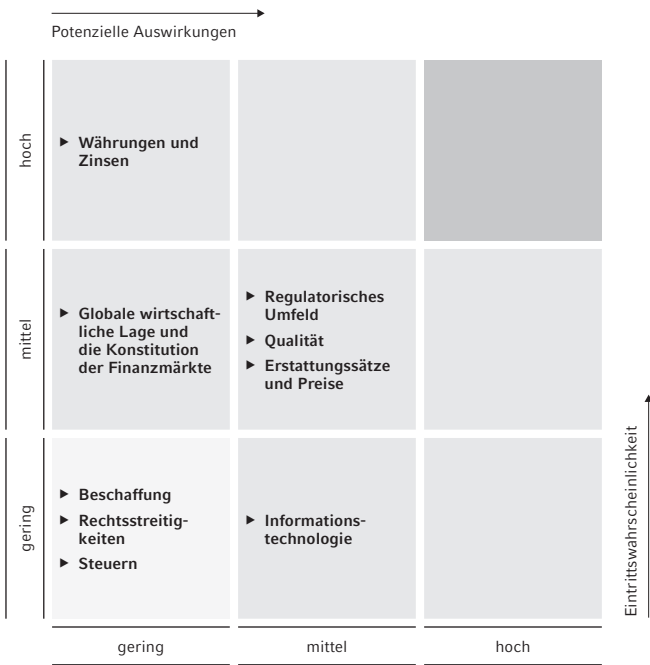 Potenzielle Auswirkungen
hoch
▶ Währungen und
Zinsen
mittel
▶ Globale wirtschaft-
liche Lage und
die Konstitution
der Finanzmärkte
▶ Regulatorisches
Umfeld
▶ Qualität
▶ Erstattungssätze
und Preise
gering
▶ Beschaffung
▶ Rechtsstreitig-
keiten
▶ Steuern
▶ Informations-
technologie
Eintrittswahrscheinlichkeit
gering
mittel
hoch